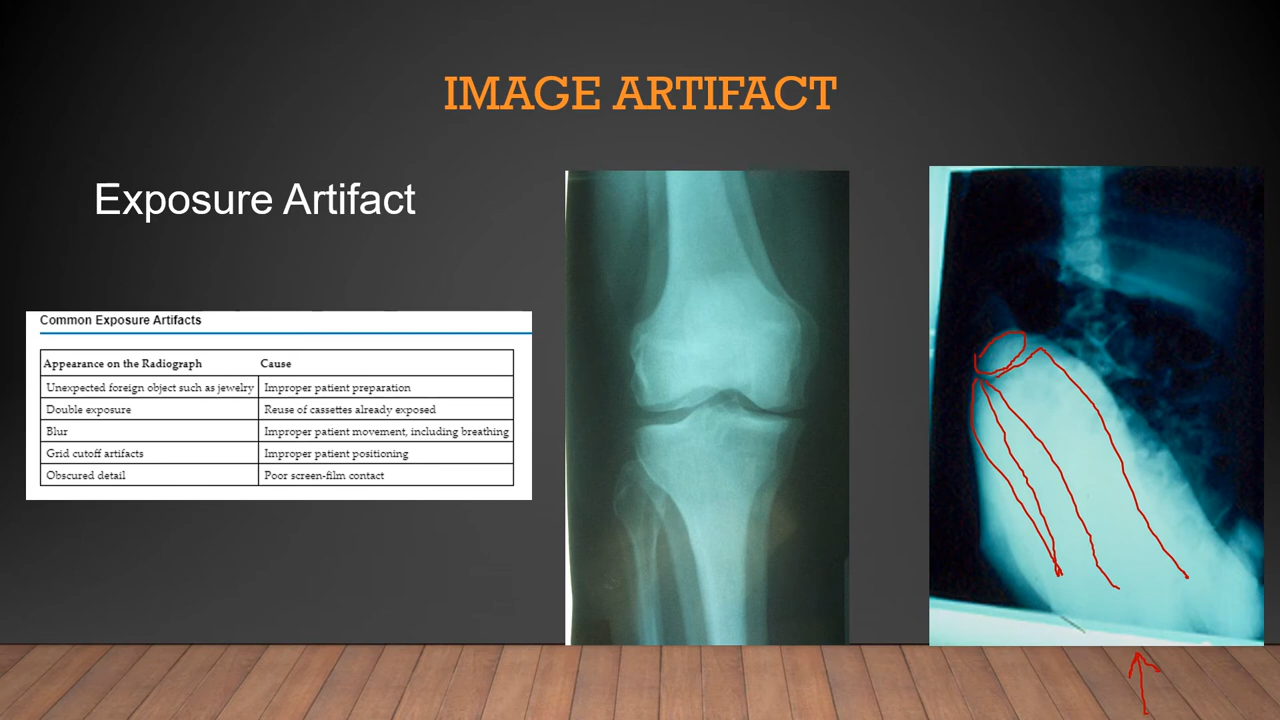 IMAGE ARTIFACT
Exposure Artifact
Common Exposure Artifacts
Appearance on the Radiograph Cause
Unexpected foreign object such as jewelry Improper patient preparation
Double exposure Reuse of cassettes already exposed
Blur Improper patient movement, including breathing
Grid cutoff artifacts Improper patient positioning
Obscured detail Poor screen-film contact